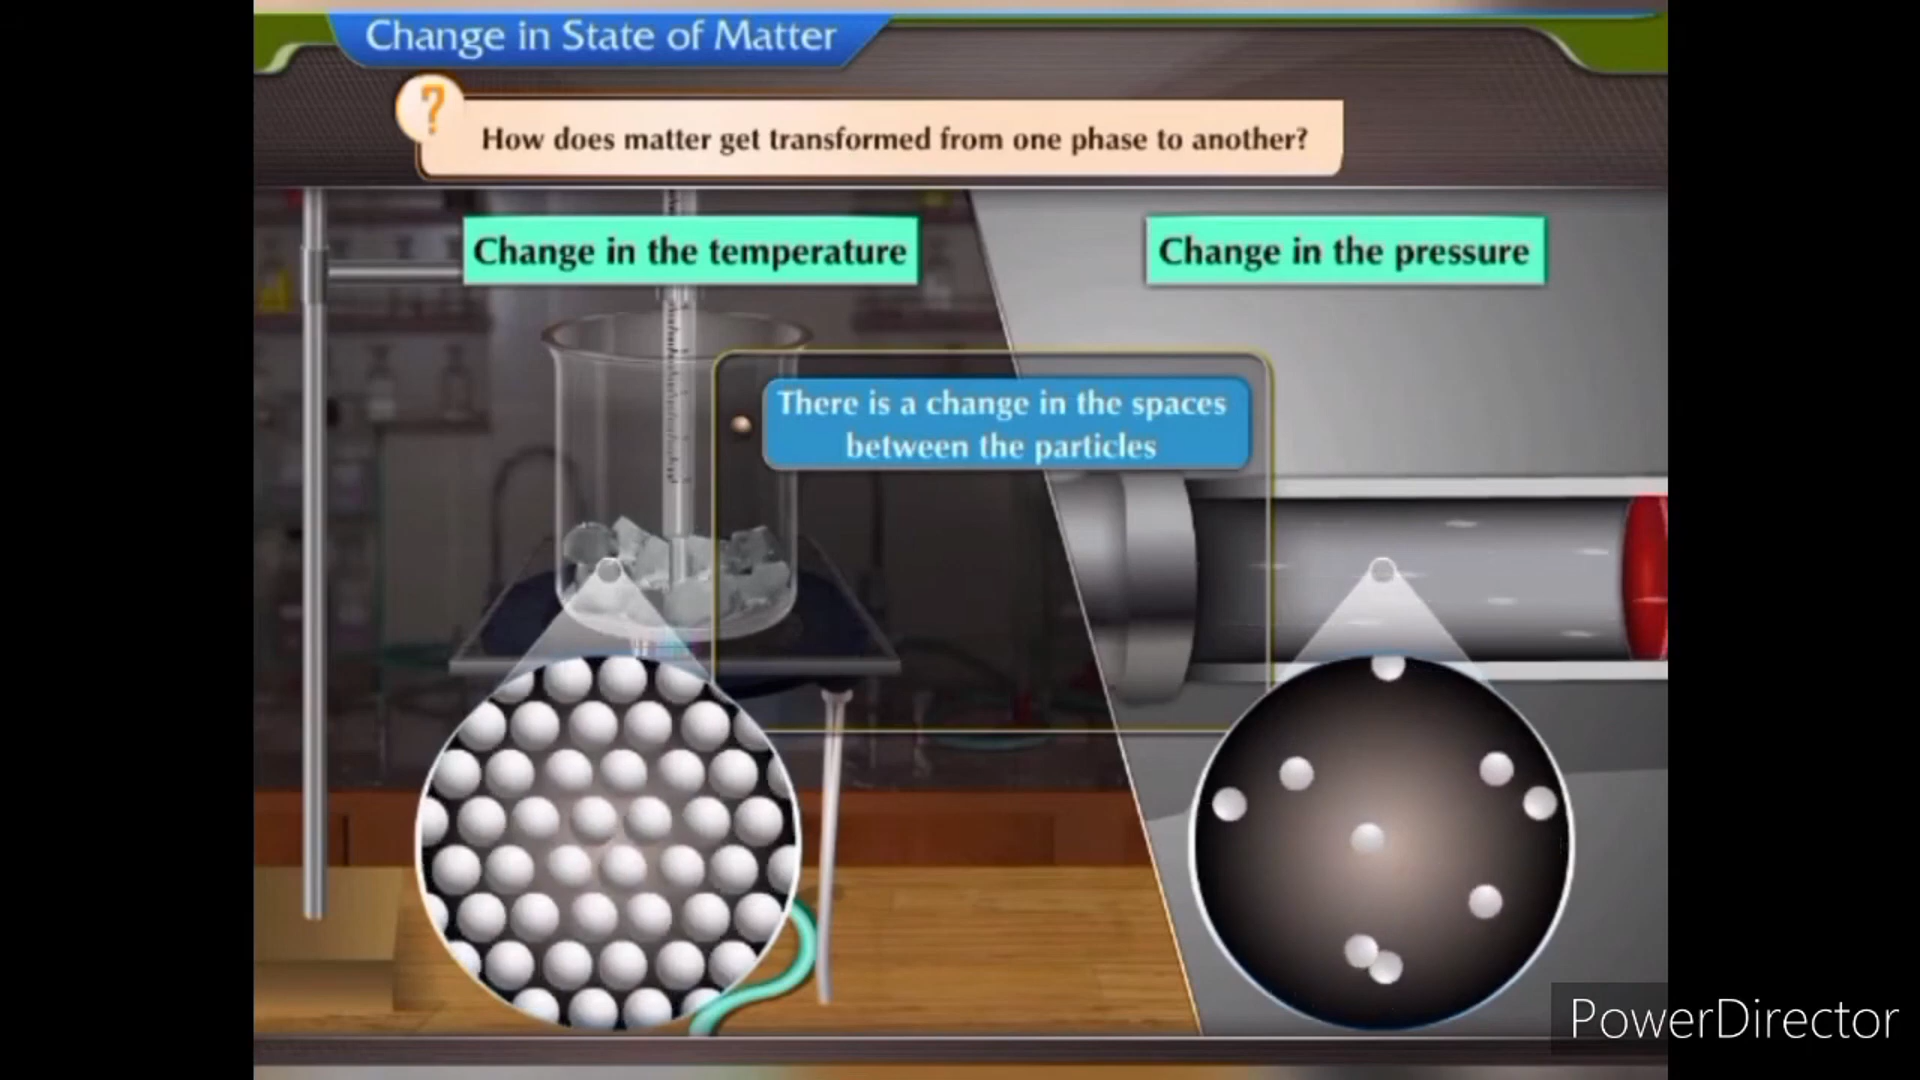 Change in State of Matter
?
How does matter get transformed from one phase to another?
Change in the temperature
Change in the pressure
There is a change in the spaces
between the particles
PowerDirector